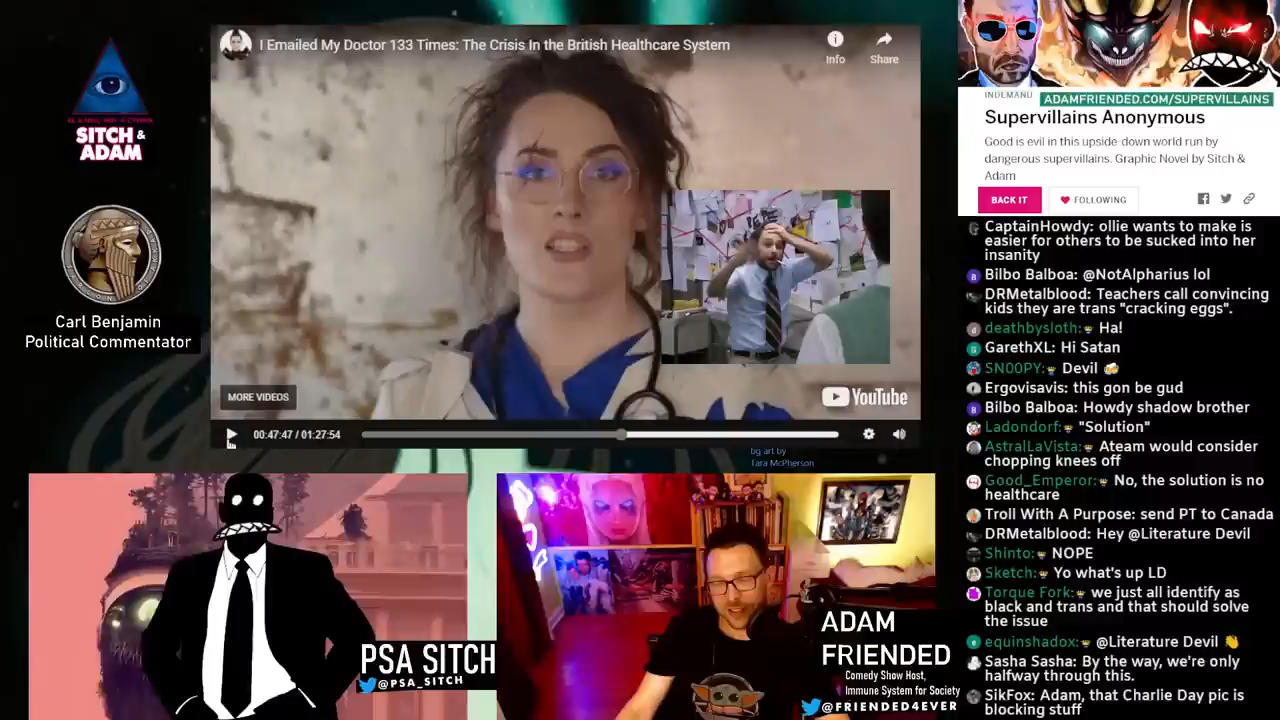 I Emailed My Doctor 133 Times: The Crisis In the British Healthcare System
Info
Share
SITCH &
ADAM
Carl Benjamin
Political Commentator
MORE VIDEOS
YouTube
00:47:47 / 01:27:54
bg art by
Tara McPherson
PSA SITCH
@PSA_SITCH
ADAM
FRIENDED
Comedy Show Host,
Immune System for Society
@FRIENDED4EVER
INDEMAND
ADAMFRIENDED.COM/SUPERVILLAINS
Supervillains Anonymous
Good is evil in this upside-down world run by
dangerous supervillains. Graphic Novel by Sitch &
Adam
BACK IT
FOLLOWING
CaptainHowdy: ollie wants to make is
easier for others to be sucked into her
insanity
Bilbo Balboa: @NotAlpharius lol
DRMetalblood: Teachers call convincing
kids they are trans "cracking eggs".
deathbysloth: Ha!
GarethXL: Hi Satan
SN00PY: Devil
Ergovisavis: this gon be gud
Bilbo Balboa: Howdy shadow brother
Ladondorf: "Solution"
AstralLaVista: Ateam would consider
chopping knees off
Good_Emperor: No, the solution is no
healthcare
Troll With A Purpose: send PT to Canada
DRMetalblood: Hey @Literature Devil
Shinto: NOPE
Sketch: Yo what's up LD
Torque Fork: we just all identify as
black and trans and that should solve
the issue
equinshadox: @Literature Devil
Sasha Sasha: By the way, we're only
halfway through this.
SikFox: Adam, that Charlie Day pic is
blocking stuff